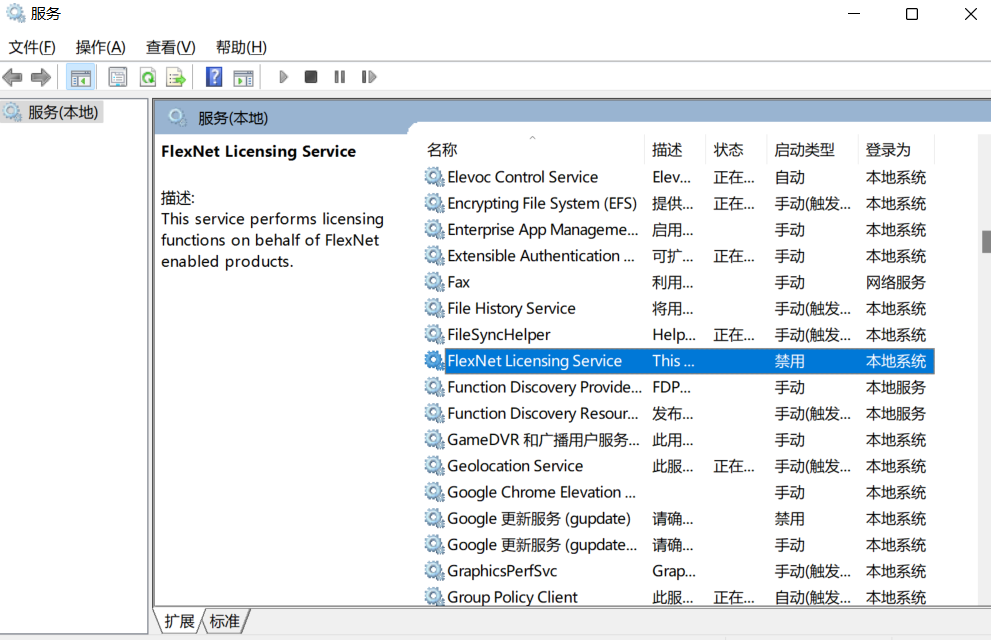 服务
文件(F) 操作(A) 查看(V) 帮助(H)
服务(本地)
服务(本地)
FlexNet Licensing Service
描述:
This service performs licensing
functions on behalf of FlexNet
enabled products.
名称 描述 状态 启动类型 登录为
Elevoc Control Service Elev... 正在... 自动 本地系统
Encrypting File System (EFS) 提供... 正在... 手动(触发... 本地系统
Enterprise App Manageme... 启用... 手动 本地系统
Extensible Authentication ... 可扩... 正在... 手动 本地系统
Fax 利用... 手动 网络服务
File History Service 将用... 手动(触发... 本地系统
FileSyncHelper Help... 正在... 手动(触发... 本地系统
FlexNet Licensing Service This ... 禁用 本地系统
Function Discovery Provide... FDP... 手动 本地服务
Function Discovery Resour... 发布... 手动(触发... 本地服务
GameDVR 和广播用户服务... 此用... 手动 本地系统
Geolocation Service 此服... 正在... 手动(触发... 本地系统
Google Chrome Elevation ... 手动 本地系统
Google 更新服务 (gupdate) 请确... 禁用 本地系统
Google 更新服务 (gupdate... 请确... 手动 本地系统
GraphicsPerfSvc Grap... 手动(触发... 本地系统
Group Policy Client 此服... 正在... 自动(触发... 本地系统
扩展 标准